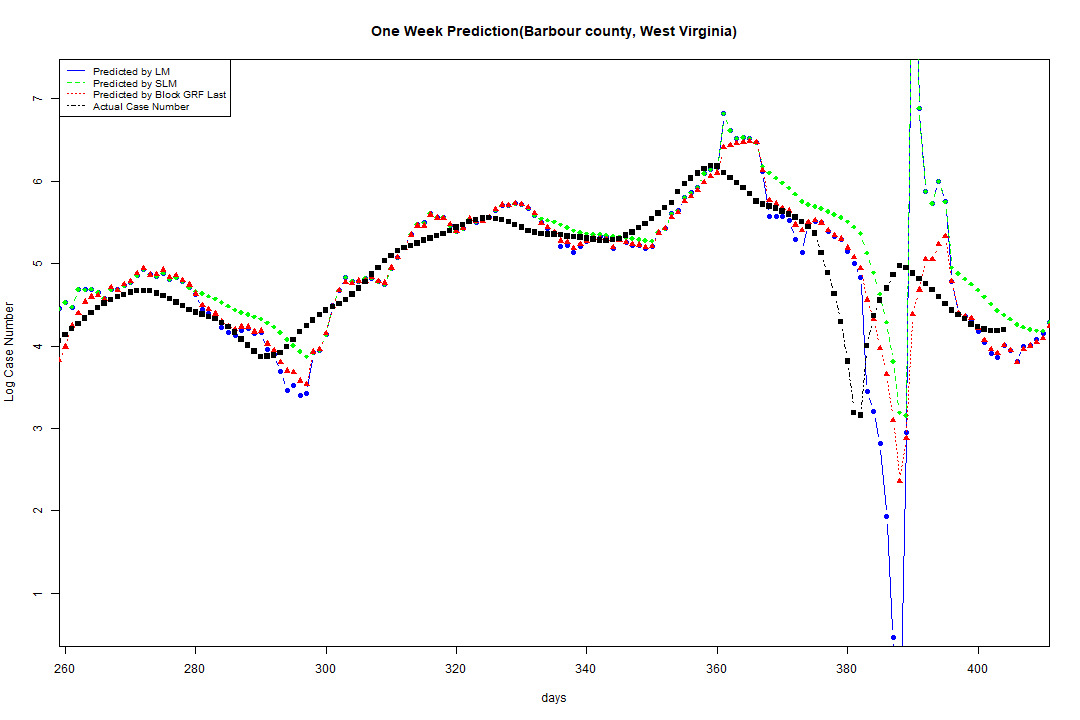 One Week Prediction(Barbour county, West Virginia)
Predicted by LM
Predicted by SLM
Predicted by Block GRF Last
Actual Case Number
7
6
5
4
3
2
1
Log Case Number
260 280 300 320 340 360 380 400
days